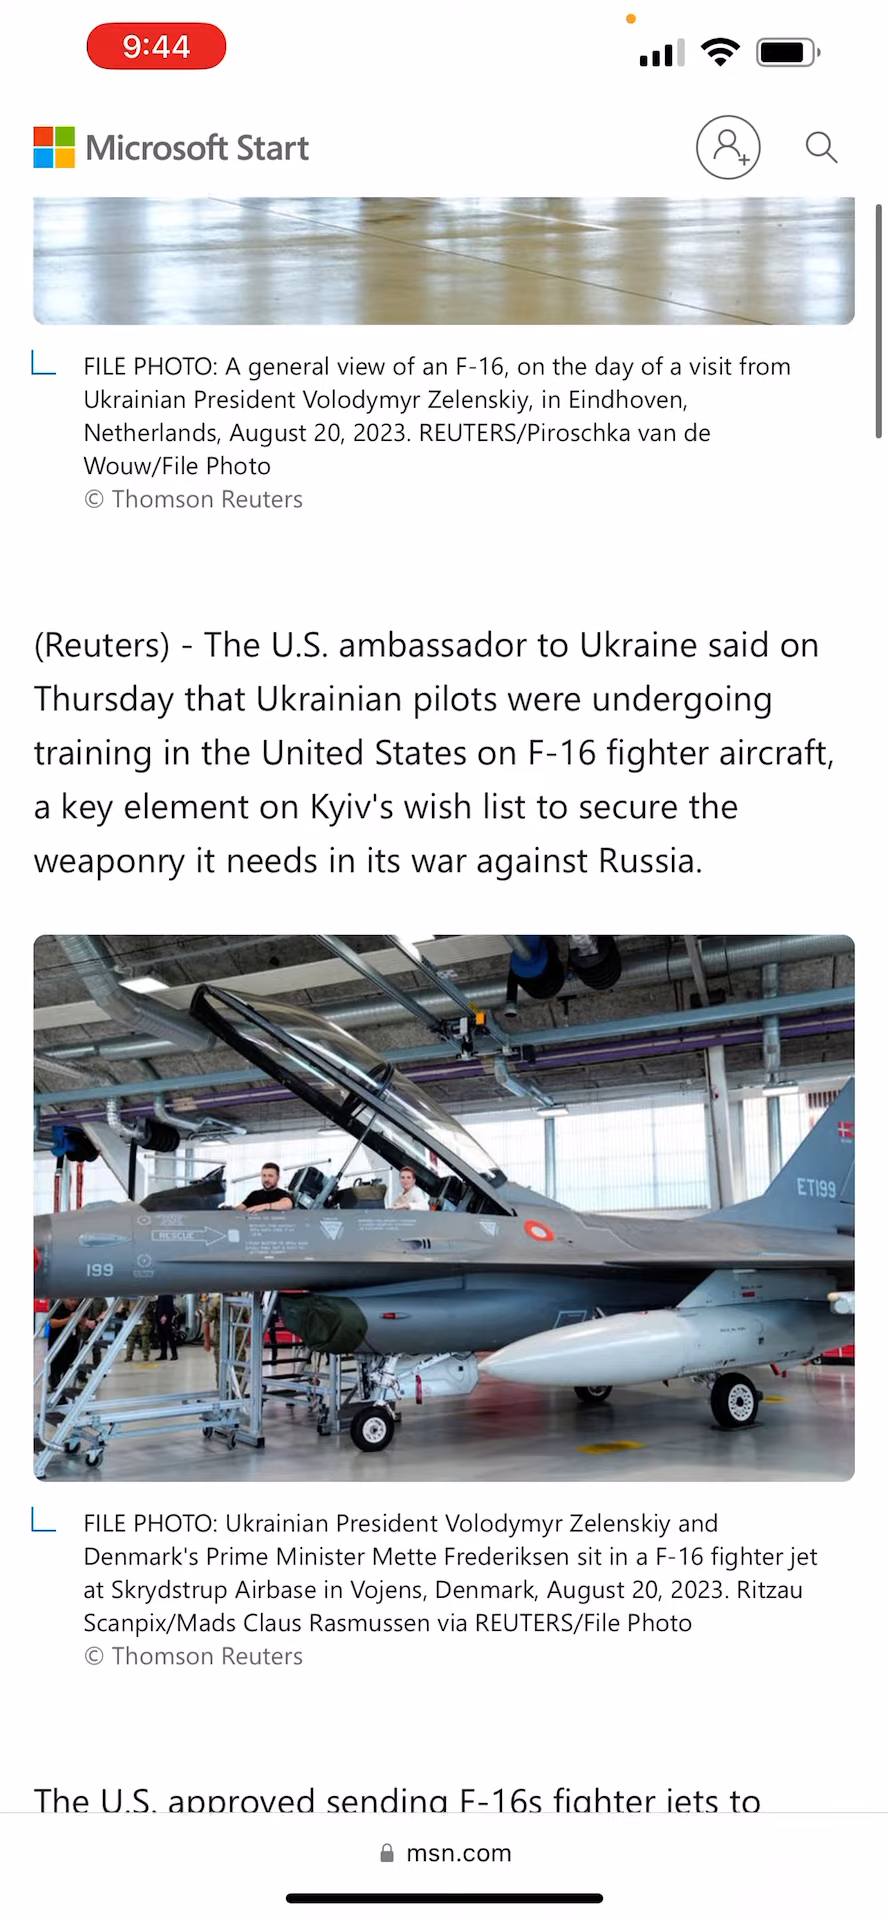 9:44
Microsoft Start
FILE PHOTO: A general view of an F-16, on the day of a visit from
Ukrainian President Volodymyr Zelenskiy, in Eindhoven,
Netherlands, August 20, 2023. REUTERS/Piroschka van de
Wouw/File Photo
© Thomson Reuters
(Reuters) - The U.S. ambassador to Ukraine said on
Thursday that Ukrainian pilots were undergoing
training in the United States on F-16 fighter aircraft,
a key element on Kyiv's wish list to secure the
weaponry it needs in its war against Russia.
ET199
RESCUE
199
FILE PHOTO: Ukrainian President Volodymyr Zelenskiy and
Denmark's Prime Minister Mette Frederiksen sit in a F-16 fighter jet
at Skrydstrup Airbase in Vojens, Denmark, August 20, 2023. Ritzau
Scanpix/Mads Claus Rasmussen via REUTERS/File Photo
© Thomson Reuters
The U.S. approved sending F-16s fighter jets to
msn.com